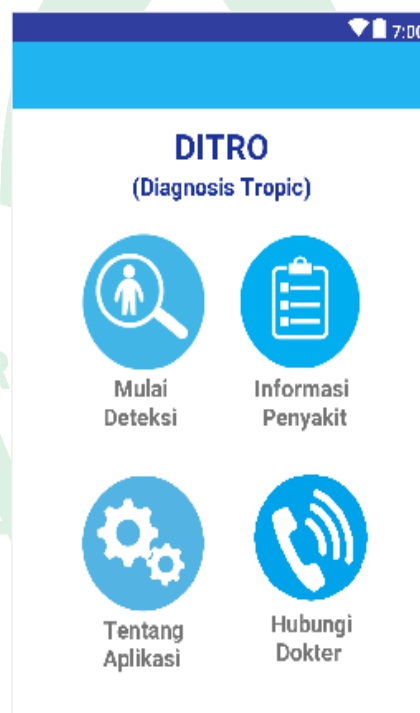 7:00
DITRO
(Diagnosis Tropic)
Mulai
Deteksi
Informasi
Penyakit
Tentang
Aplikasi
Hubungi
Dokter